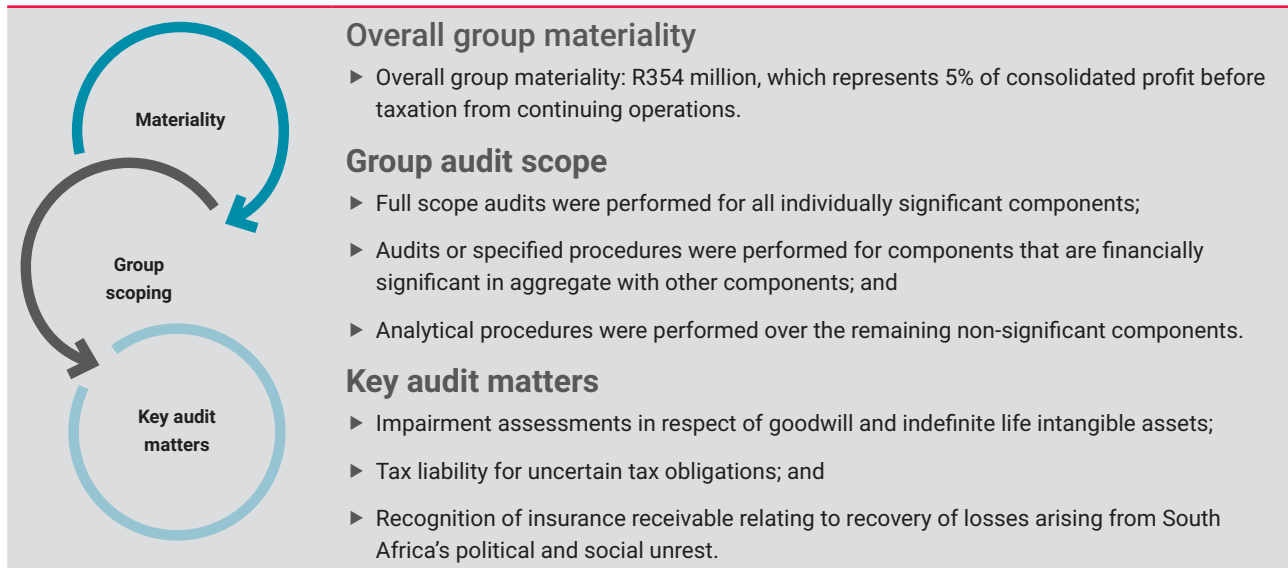 Materiality
Group
scoping
Key audit
matters
Overall group materiality
▶ Overall group materiality: R354 million, which represents 5% of consolidated profit before
taxation from continuing operations.
Group audit scope
▶ Full scope audits were performed for all individually significant components;
▶ Audits or specified procedures were performed for components that are financially
significant in aggregate with other components; and
▶ Analytical procedures were performed over the remaining non-significant components.
Key audit matters
▶ Impairment assessments in respect of goodwill and indefinite life intangible assets;
▶ Tax liability for uncertain tax obligations; and
▶ Recognition of insurance receivable relating to recovery of losses arising from South
Africa’s political and social unrest.